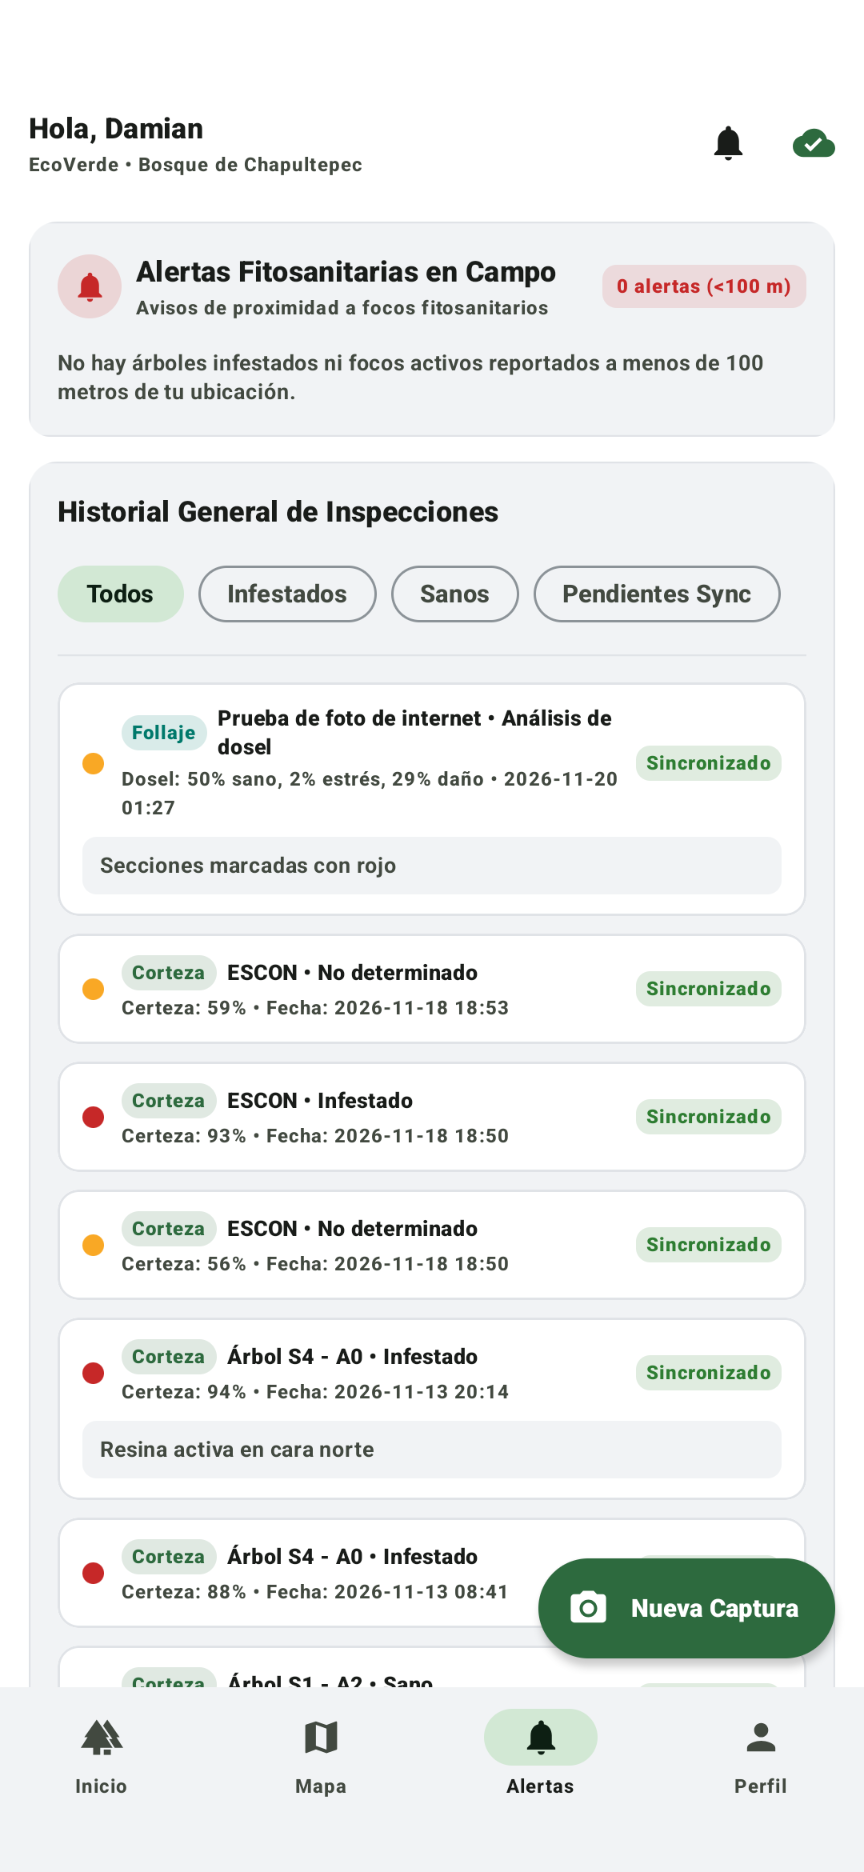 Hola, Damian
EcoVerde • Bosque de Chapultepec
Alertas Fitosanitarias en Campo
Avisos de proximidad a focos fitosanitarios
0 alertas (<100 m)
No hay árboles infestados ni focos activos reportados a menos de 100
metros de tu ubicación.
Historial General de Inspecciones
Todos
Infestados
Sanos
Pendientes Sync
Follaje
Prueba de foto de internet • Análisis de
dosel
Dosel: 50% sano, 2% estrés, 29% daño • 2026-11-20
01:27
Sincronizado
Secciones marcadas con rojo
Corteza
ESCON • No determinado
Certeza: 59% • Fecha: 2026-11-18 18:53
Sincronizado
Corteza
ESCON • Infestado
Certeza: 93% • Fecha: 2026-11-18 18:50
Sincronizado
Corteza
ESCON • No determinado
Certeza: 56% • Fecha: 2026-11-18 18:50
Sincronizado
Corteza
Árbol S4 - A0 • Infestado
Certeza: 94% • Fecha: 2026-11-13 20:14
Sincronizado
Resina activa en cara norte
Corteza
Árbol S4 - A0 • Infestado
Certeza: 88% • Fecha: 2026-11-13 08:41
Nueva Captura
Corteza
Árbol S1 - A2 • Sano
Inicio
Mapa
Alertas
Perfil